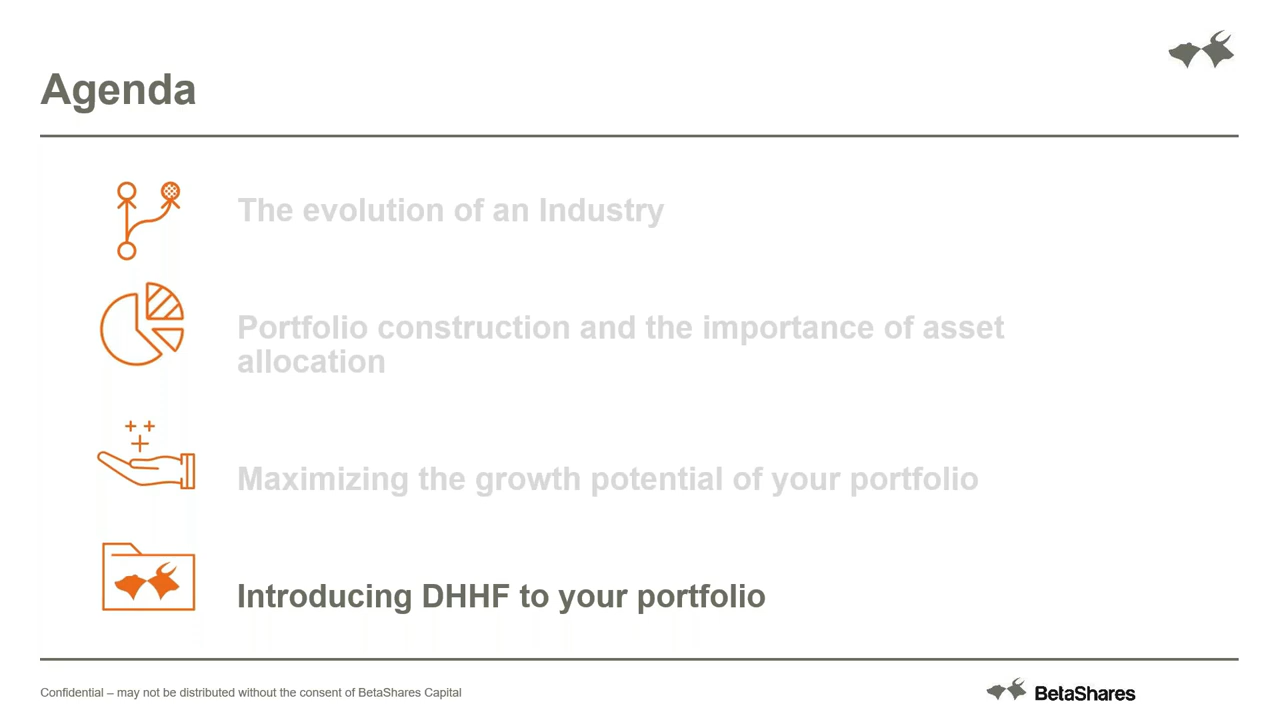 Agenda
The evolution of an Industry
Portfolio construction and the importance of asset
allocation
Maximizing the growth potential of your portfolio
Introducing DHHF to your portfolio
Confidential – may not be distributed without the consent of BetaShares Capital
BetaShares